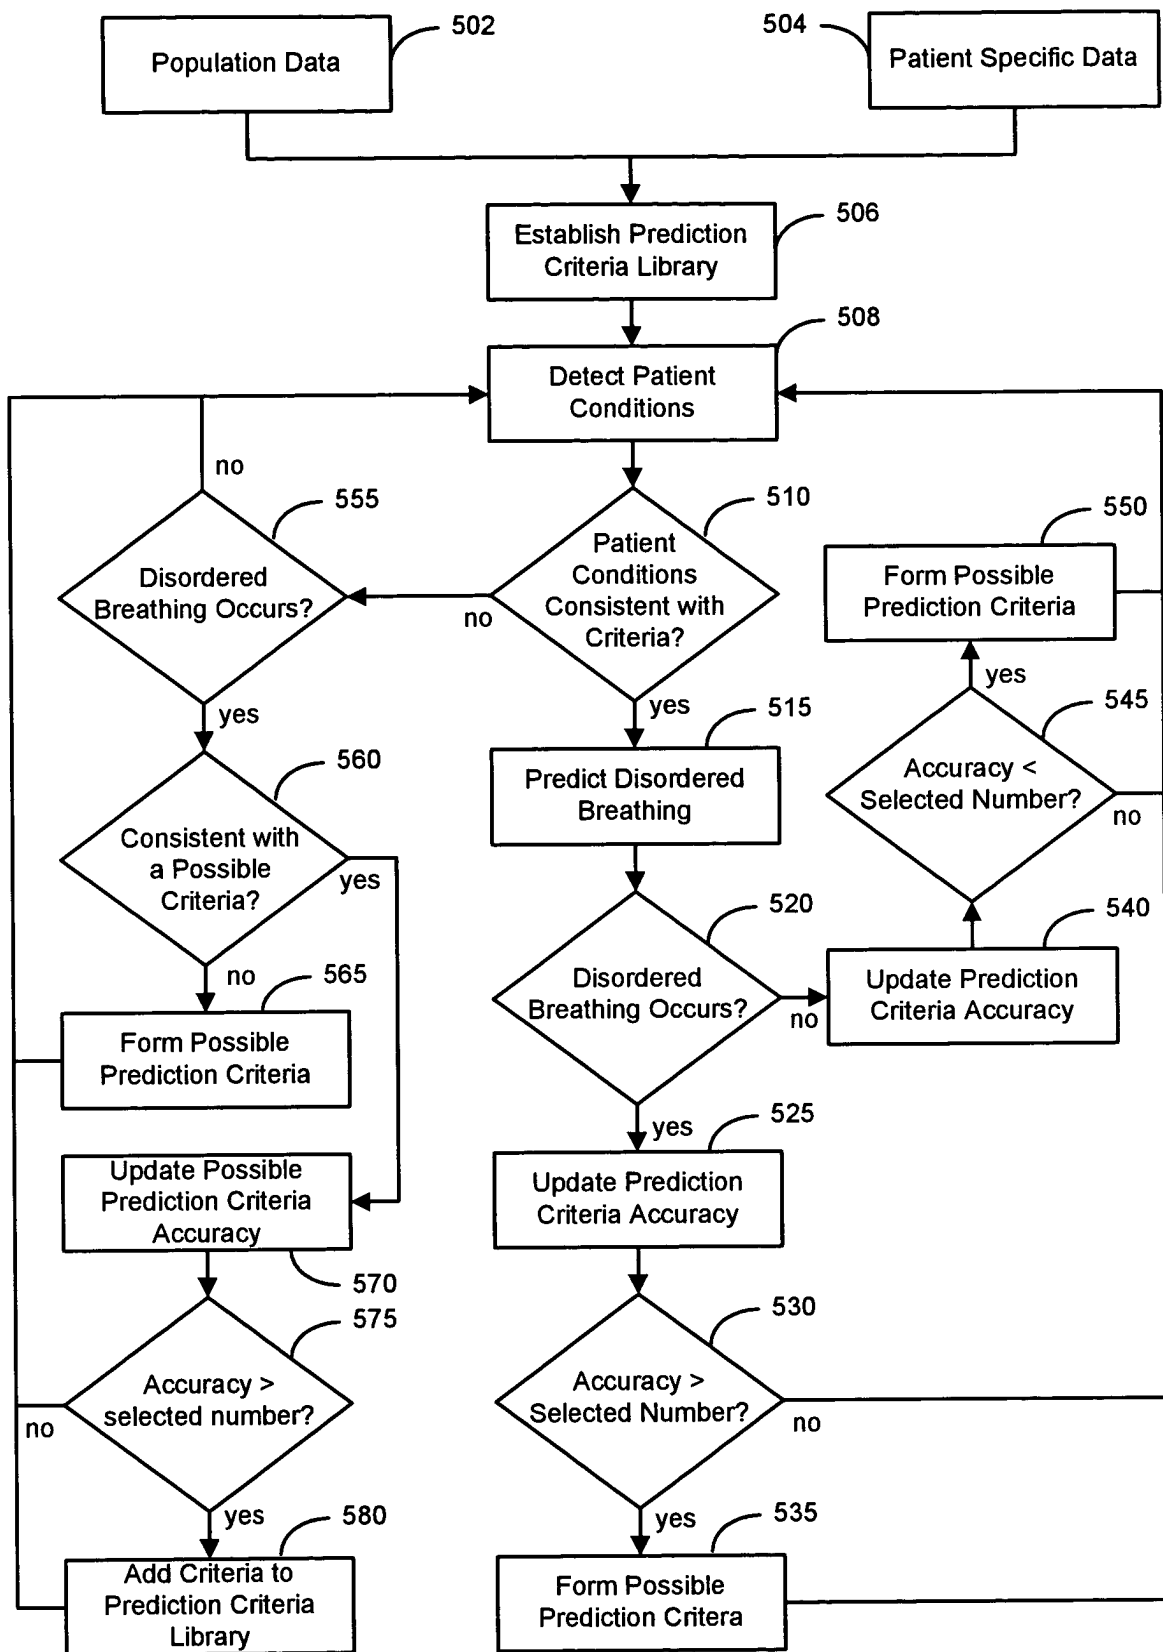 502
Population Data
504
Patient Specific Data
506
Establish Prediction
Criteria Library
508
Detect Patient
Conditions
no
555
Disordered
Breathing Occurs?
no
510
Patient
Conditions
Consistent with
Criteria?
550
Form Possible
Prediction Criteria
yes
yes
515
Predict Disordered
Breathing
yes
545
Accuracy <
Selected Number?
no
560
Consistent with
a Possible
Criteria?
yes
no
520
Disordered
Breathing Occurs?
no
540
Update Prediction
Criteria Accuracy
565
Form Possible
Prediction Criteria
yes
525
Update Prediction
Criteria Accuracy
Update Possible
Prediction Criteria
Accuracy
570
575
Accuracy >
selected number?
no
530
Accuracy >
Selected Number?
no
yes
580
Add Criteria to
Prediction Criteria
Library
yes
535
Form Possible
Prediction Critera